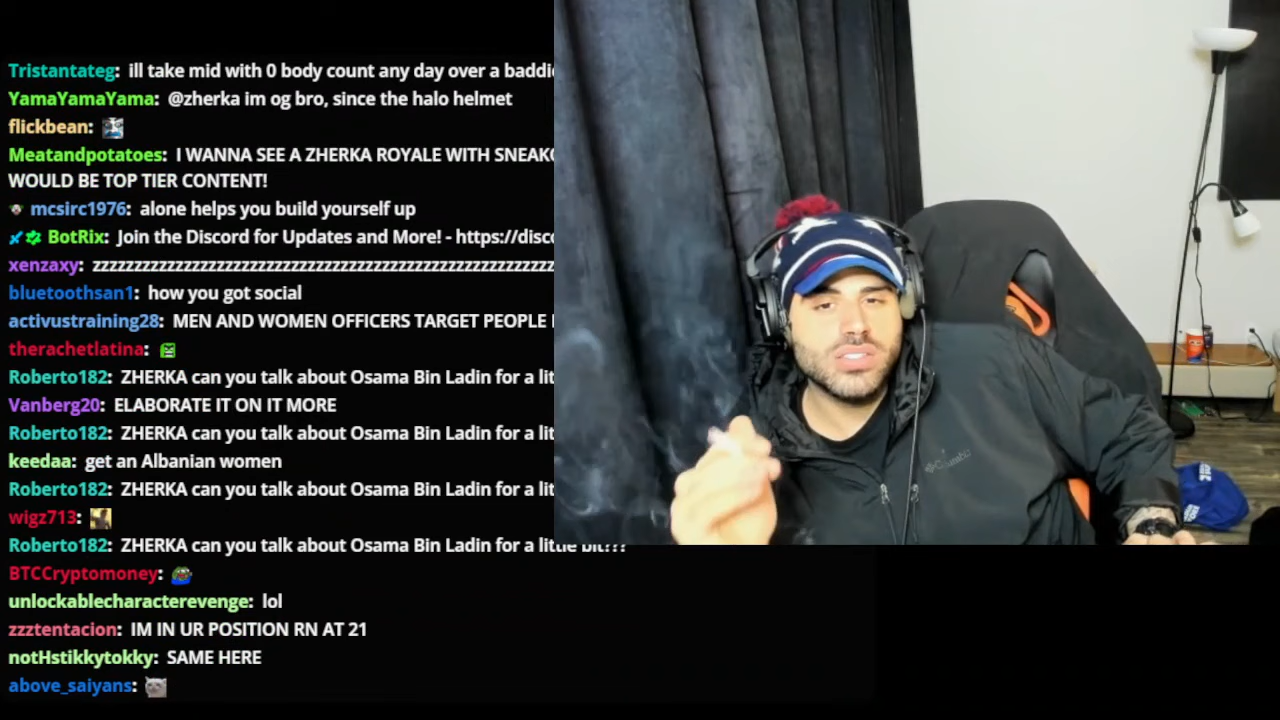 Tristantateg: ill take mid with 0 body count any day over a baddie
YamaYamaYama: @zherka im og bro, since the halo helmet
flickbean:
Meatandpotatoes: I WANNA SEE A ZHERKA ROYALE WITH SNEAKO
WOULD BE TOP TIER CONTENT!
mcsirc1976: alone helps you build yourself up
BotRix: Join the Discord for Updates and More! - https://disco
xenzaxy: zzzzzzzzzzzzzzzzzzzzzzzzzzzzzzzzzzzzzzzzzzzzzzzzzzzzzz
bluetoothsan1: how you got social
activustraining28: MEN AND WOMEN OFFICERS TARGET PEOPLE
therachetlatina:
Roberto182: ZHERKA can you talk about Osama Bin Ladin for a lit
Vanberg20: ELABORATE IT ON IT MORE
Roberto182: ZHERKA can you talk about Osama Bin Ladin for a lit
keedaa: get an Albanian women
Roberto182: ZHERKA can you talk about Osama Bin Ladin for a lit
wigz713:
Roberto182: ZHERKA can you talk about Osama Bin Ladin for a little bit???
BTCCryptomoney:
unlockablecharacterevenge: lol
zzztentacion: IM IN UR POSITION RN AT 21
notHstikkytokky: SAME HERE
above_saiyans:
Columbia